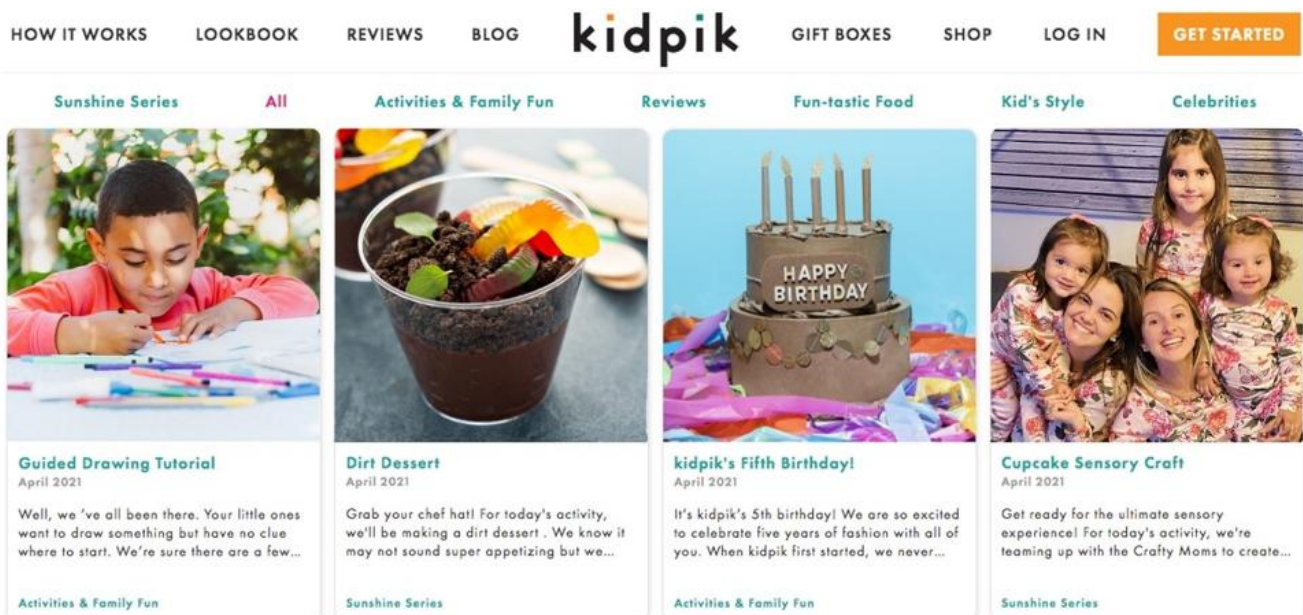 HOW IT WORKS LOOKBOOK REVIEWS BLOG kidpik GIFT BOXES SHOP LOG IN GET STARTED
Sunshine Series All Activities & Family Fun Reviews Fun-tastic Food Kid's Style Celebrities
HAPPY
BIRTHDAY
Guided Drawing Tutorial
April 2021
Well, we 've all been there. Your little ones
want to draw something but have no clue
where to start. We're sure there are a few...
Activities & Family Fun
Dirt Dessert
April 2021
Grab your chef hat! For today's activity,
we'll be making a dirt dessert . We know it
may not sound super appetizing but we...
Sunshine Series
kidpik's Fifth Birthday!
April 2021
It's kidpik's 5th birthday! We are so excited
to celebrate five years of fashion with all of
you. When kidpik first started, we never...
Activities & Family Fun
Cupcake Sensory Craft
April 2021
Get ready for the ultimate sensory
experience! For today's activity, we're
teaming up with the Crafty Moms to create...
Sunshine Series